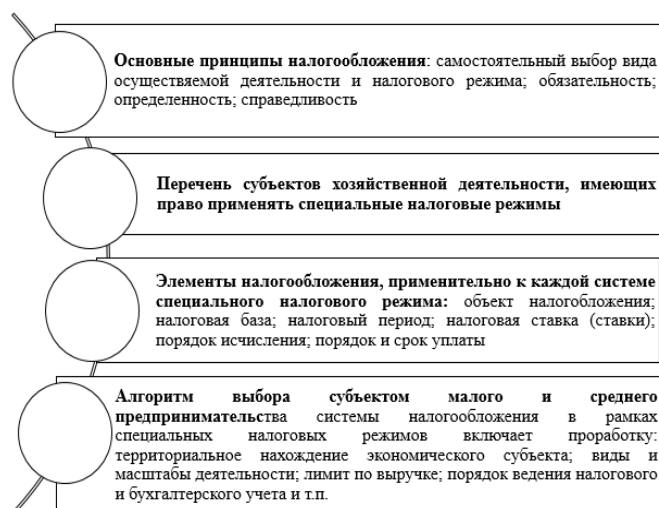 Основные принципы налогообложения: самостоятельный выбор вида
осуществяемой деятельности и налогового режима; обязательность;
определенность; справедливость
Перечень субъектов хозяйственной деятельности, имеющих
право применять специальные налоговые режимы
Элементы налогообложения, применительно к каждой системе
специального налогового режима: объект налогообложения;
налоговая база; налоговый период; налоговая ставка (ставки);
порядок исчисления; порядок и срок уплаты
Алгоритм выбора субъектом малого и среднего
предпринимательства системы налогообложения в рамках
специальных налоговых режимов включает проработку:
территориальное нахождение экономического субъекта; виды и
масштабы деятельности; лимит по выручке; порядок ведения налогового
и бухгалтерского учета и т.п.